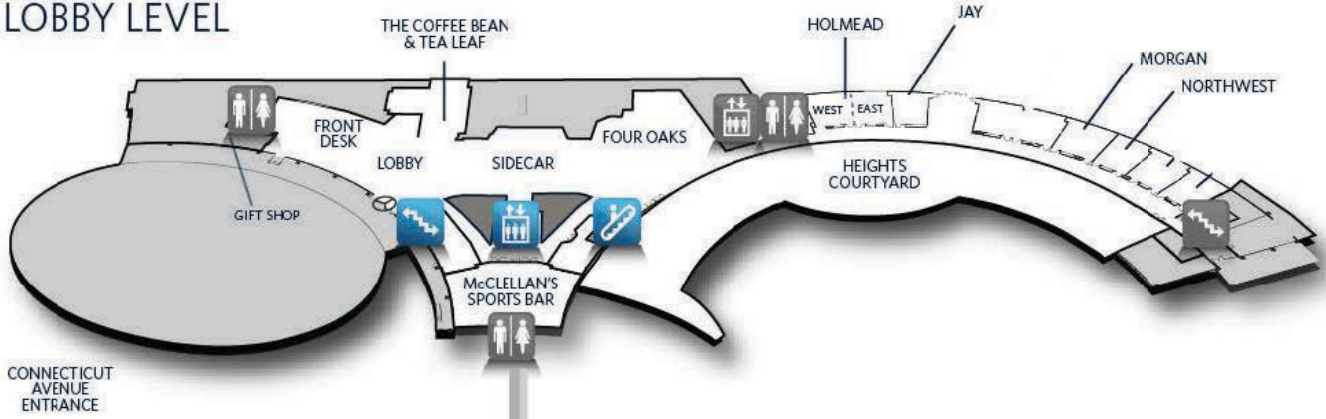 LOBBY LEVEL
THE COFFEE BEAN
& TEA LEAF
HOLMEAD
JAY
MORGAN
NORTHWEST
WEST
EAST
FRONT
DESK
FOUR OAKS
LOBBY
SIDECAR
HEIGHTS
COURTYARD
GIFT SHOP
McCLELLAN'S
SPORTS BAR
CONNECTICUT
AVENUE
ENTRANCE